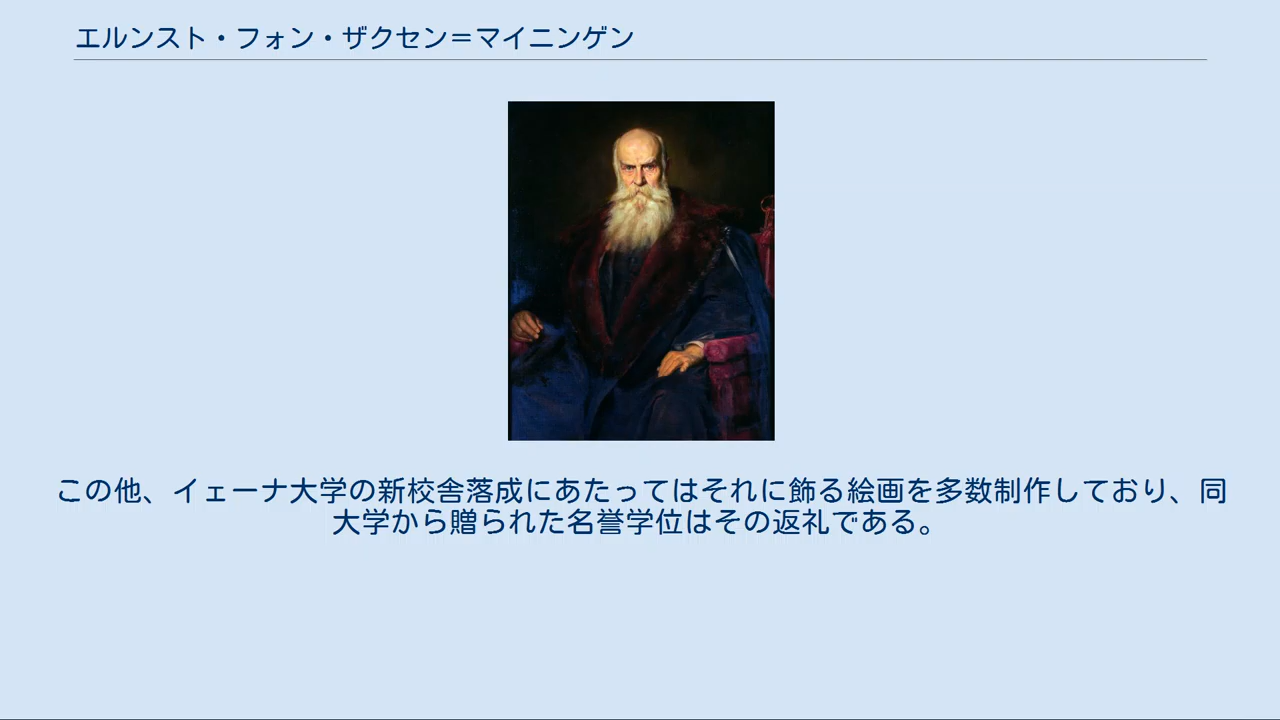 エルンスト・フォン・ザクセン＝マイニンゲン
この他、イェーナ大学の新校舎落成にあたってはそれに飾る絵画を多数制作しており、同
大学から贈られた名誉学位はその返礼である。